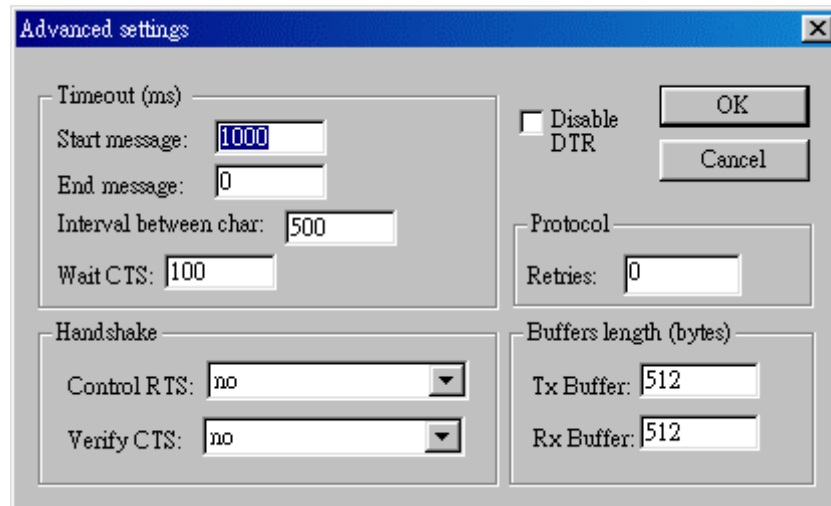 Advanced settings
Timeout (ms)
Start message: 1000
End message: 0
Interval between char: 500
Wait CTS: 100
Disable
DTR
OK
Cancel
Protocol
Retries: 0
Handshake
Control RTS: no
Verify CTS: no
Buffers length (bytes)
Tx Buffer: 512
Rx Buffer: 512